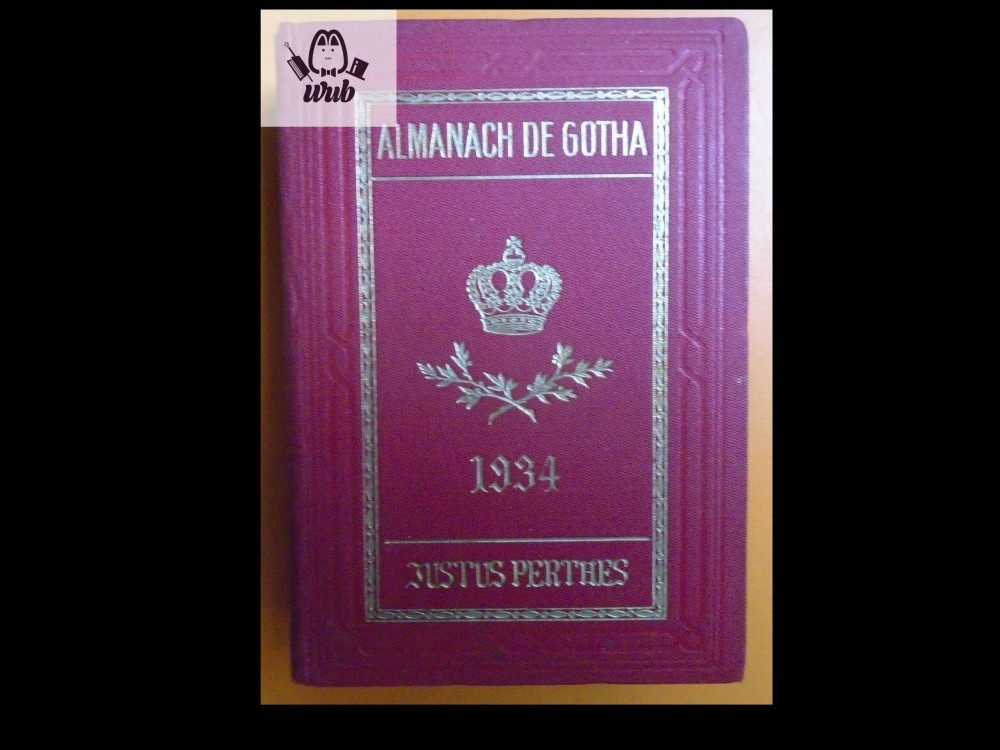 wub
ALMANACH DE GOTHA
1934
JUSTUS PERTHES